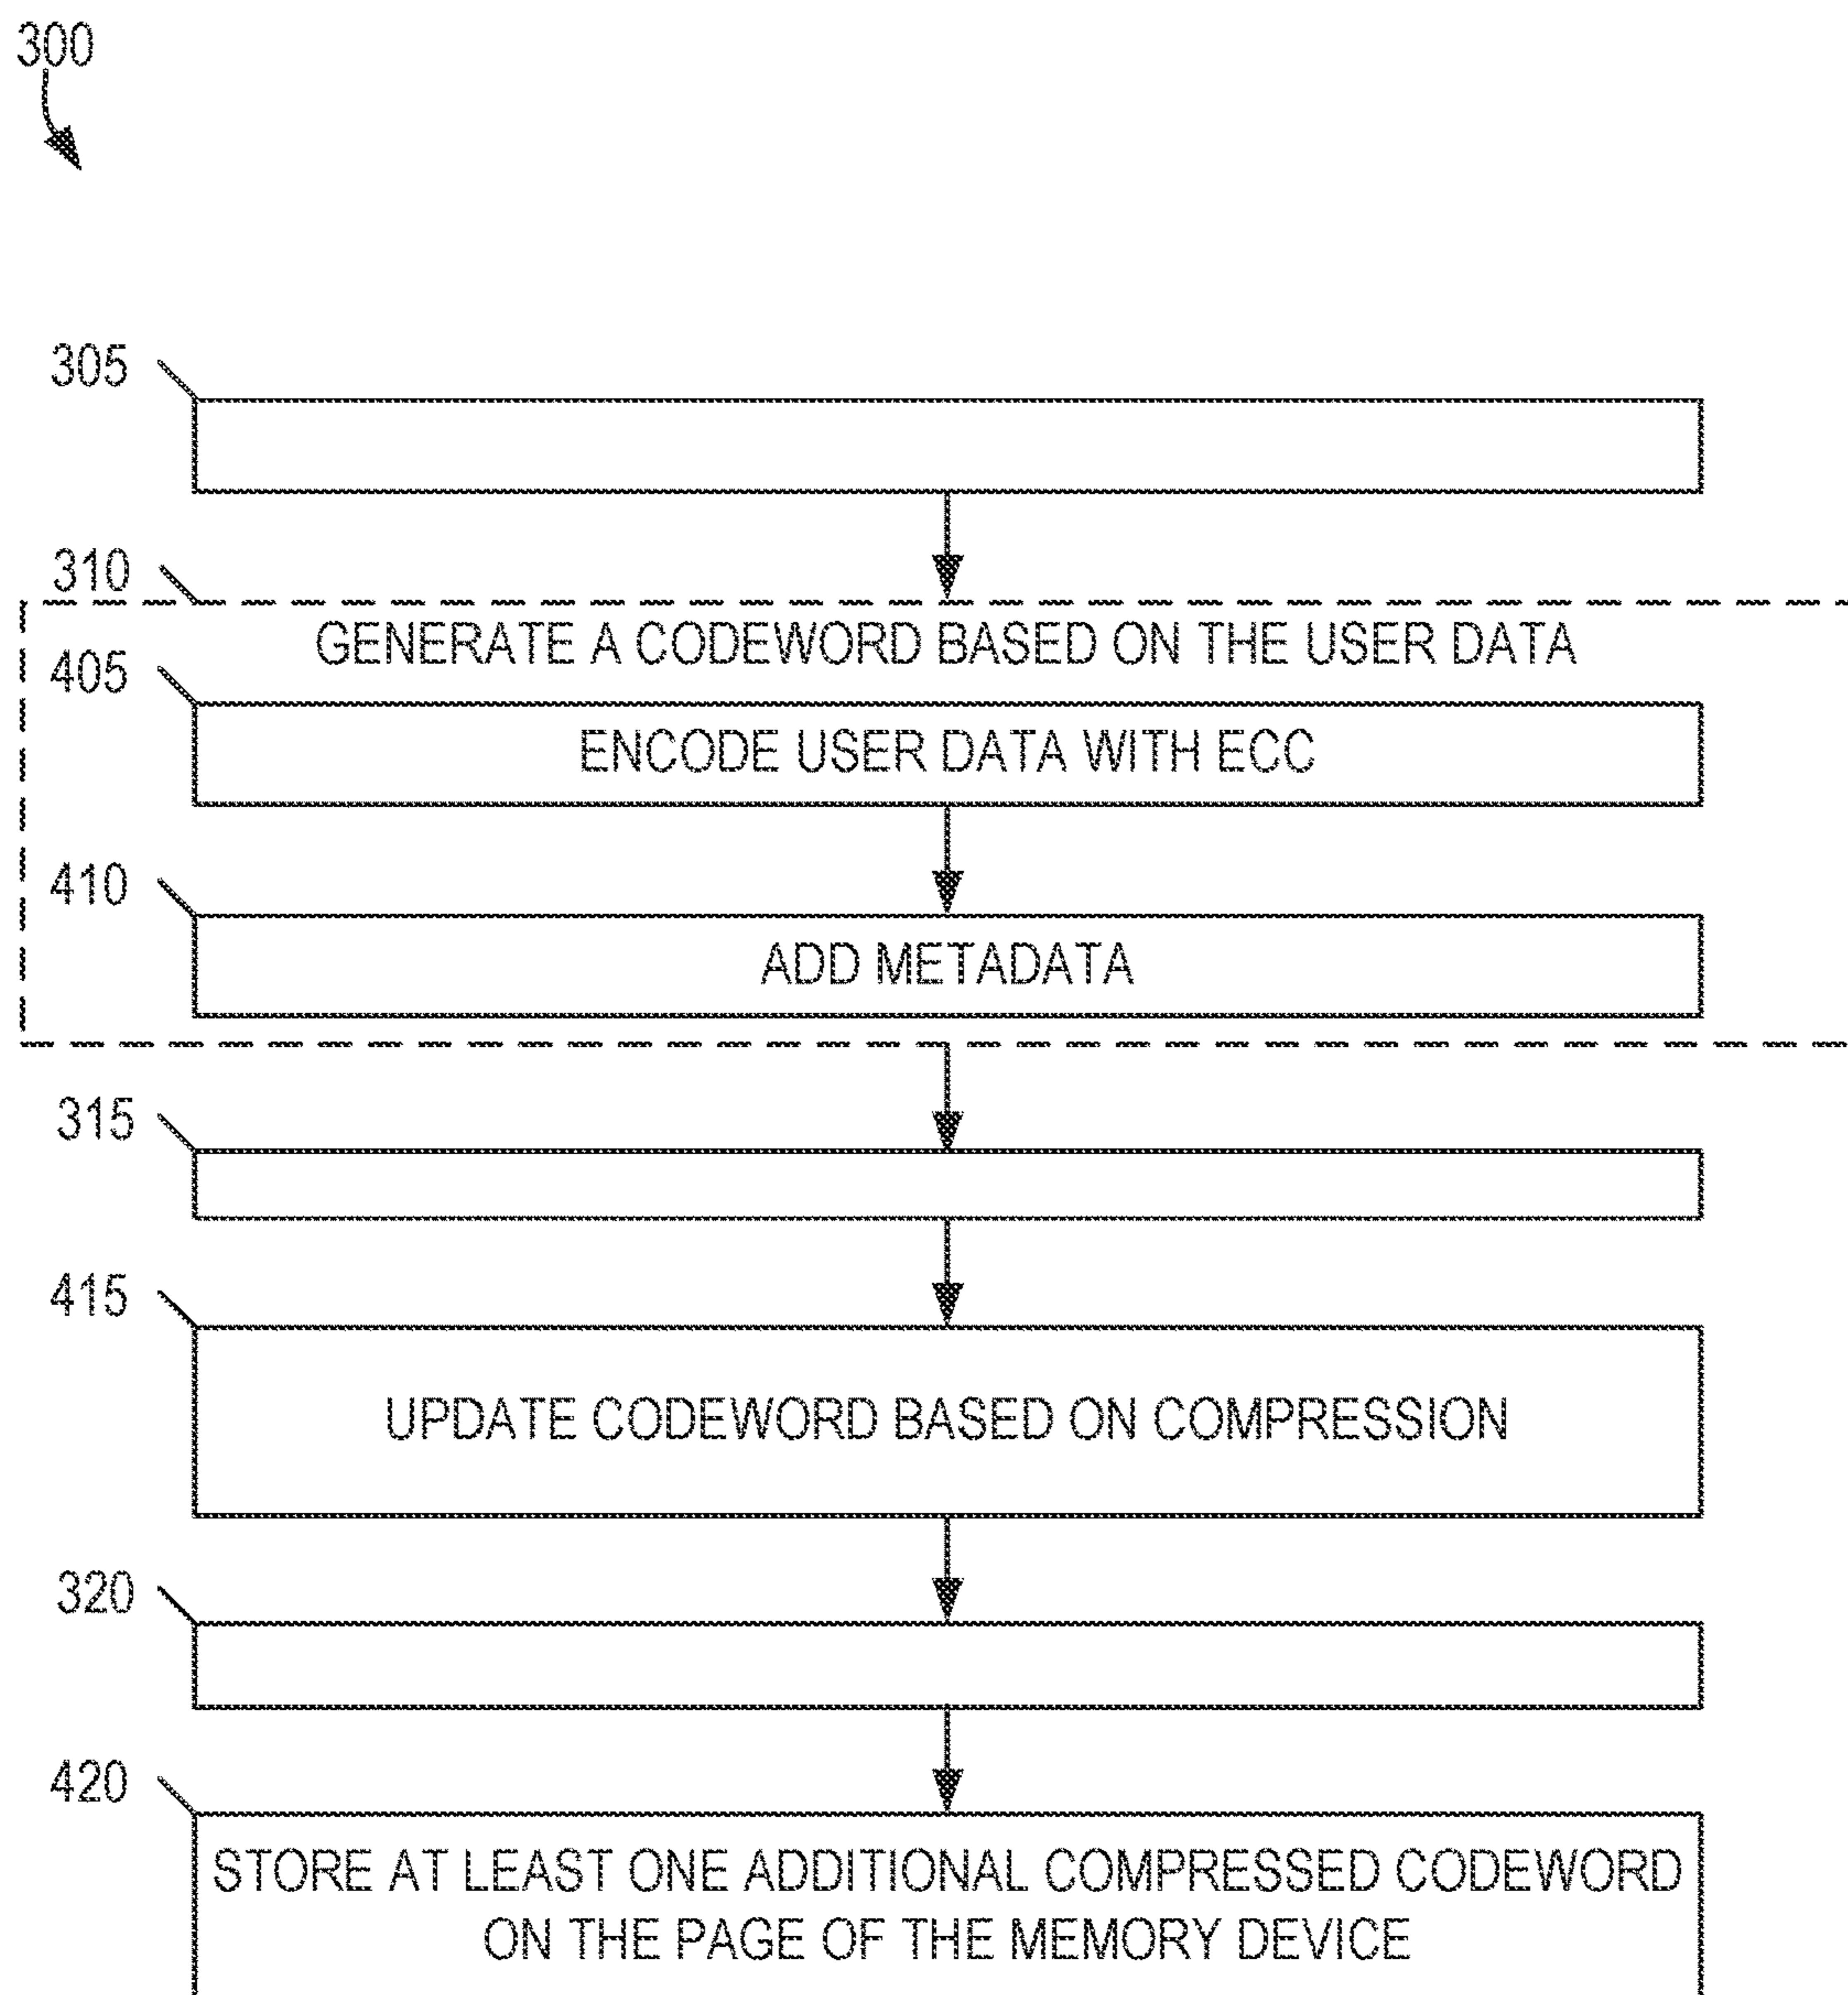 300
305
310
GENERATE A CODEWORD BASED ON THE USER DATA
405
ENCODE USER DATA WITH ECC
410
ADD METADATA
315
415
UPDATE CODEWORD BASED ON COMPRESSION
320
420
STORE AT LEAST ONE ADDITIONAL COMPRESSED CODEWORD
ON THE PAGE OF THE MEMORY DEVICE